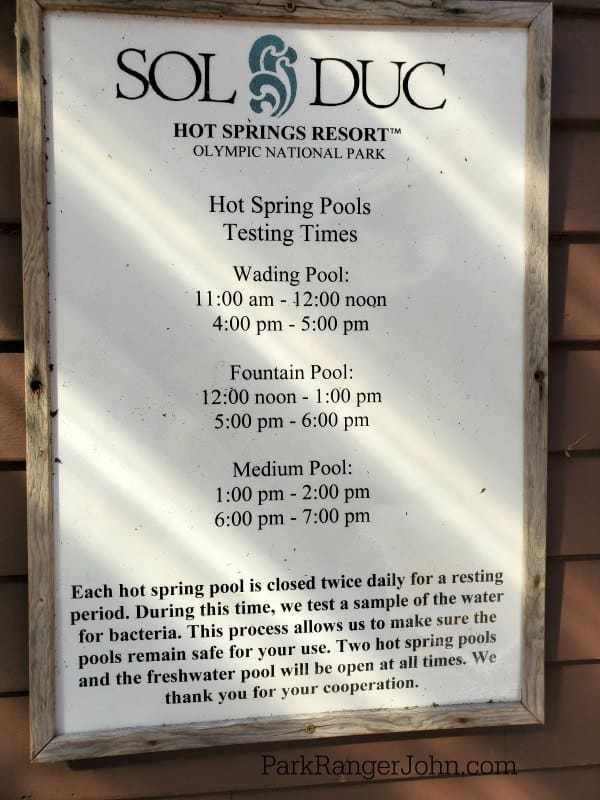 SOL DUC
HOT SPRINGS RESORT™
OLYMPIC NATIONAL PARK
Hot Spring Pools
Testing Times
Wading Pool:
11:00 am - 12:00 noon
4:00 pm - 5:00 pm
Fountain Pool:
12:00 noon - 1:00 pm
5:00 pm - 6:00 pm
Medium Pool:
1:00 pm - 2:00 pm
6:00 pm - 7:00 pm
Each hot spring pool is closed twice daily for a resting
period. During this time, we test a sample of the water
for bacteria. This process allows us to make sure the
pools remain safe for your use. Two hot spring pools
and the freshwater pool will be open at all times. We
thank you for your cooperation.
ParkRangerJohn.com